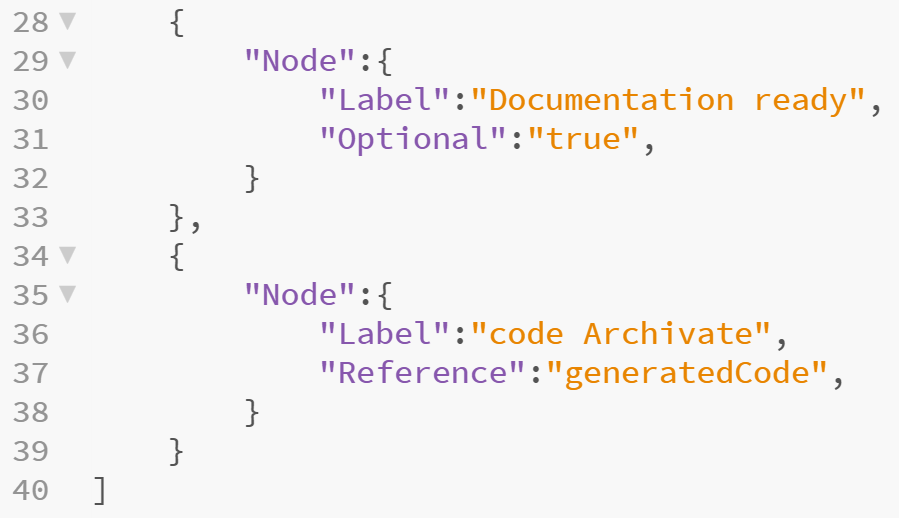 28 ▼ {
29 ▼ "Node":{
30 "Label":"Documentation ready",
31 "Optional":"true",
32 }
33 },
34 ▼ {
35 ▼ "Node":{
36 "Label":"code Archivate",
37 "Reference":"generatedCode",
38 }
39 }
40 ]